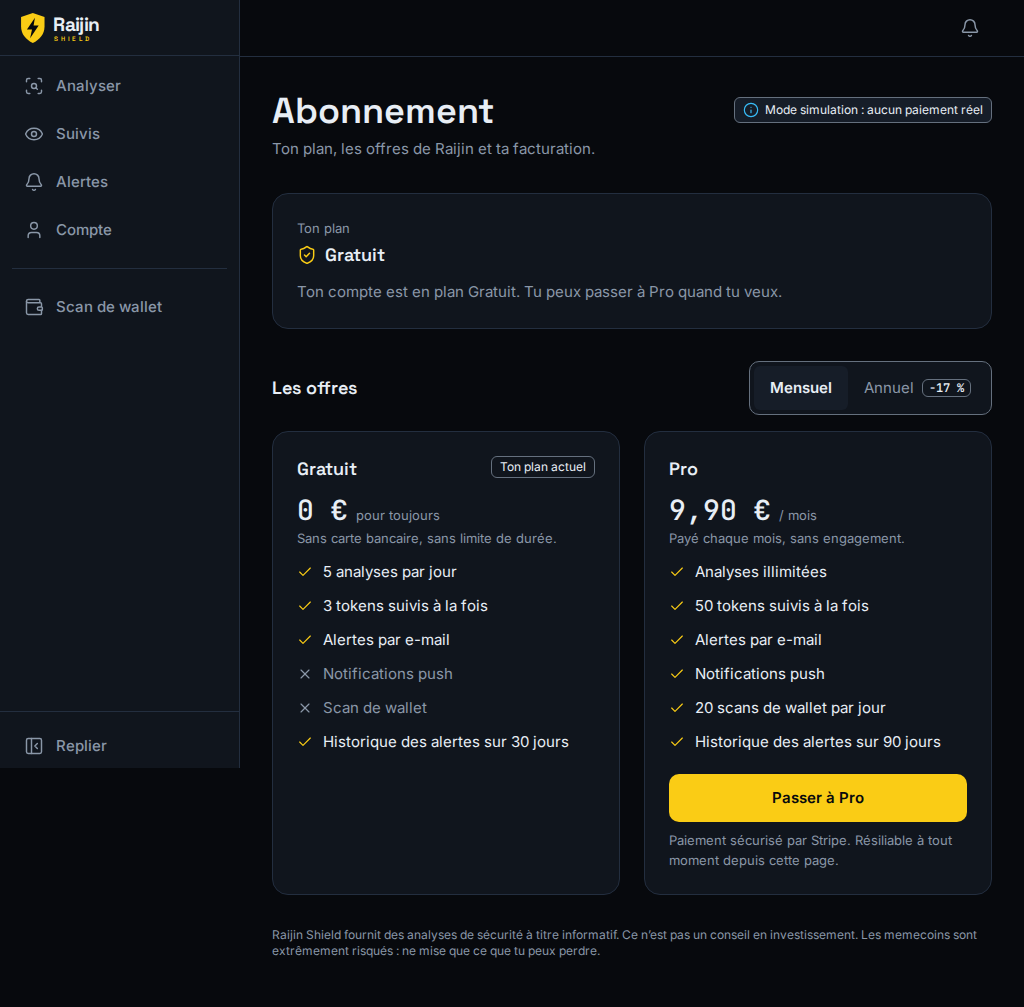 Raijin
SHIELD
Analyser
Suivis
Alertes
Compte
Scan de wallet
Replier
Abonnement
Mode simulation : aucun paiement réel
Ton plan, les offres de Raijin et ta facturation.
Ton plan
Gratuit
Ton compte est en plan Gratuit. Tu peux passer à Pro quand tu veux.
Les offres
Mensuel
Annuel -17 %
Gratuit
Ton plan actuel
0 € pour toujours
Sans carte bancaire, sans limite de durée.
5 analyses par jour
3 tokens suivis à la fois
Alertes par e-mail
Notifications push
Scan de wallet
Historique des alertes sur 30 jours
Pro
9,90 € / mois
Payé chaque mois, sans engagement.
Analyses illimitées
50 tokens suivis à la fois
Alertes par e-mail
Notifications push
20 scans de wallet par jour
Historique des alertes sur 90 jours
Passer à Pro
Paiement sécurisé par Stripe. Résiliable à tout
moment depuis cette page.
Raijin Shield fournit des analyses de sécurité à titre informatif. Ce n’est pas un conseil en investissement. Les memecoins sont
extrêmement risqués : ne mise que ce que tu peux perdre.